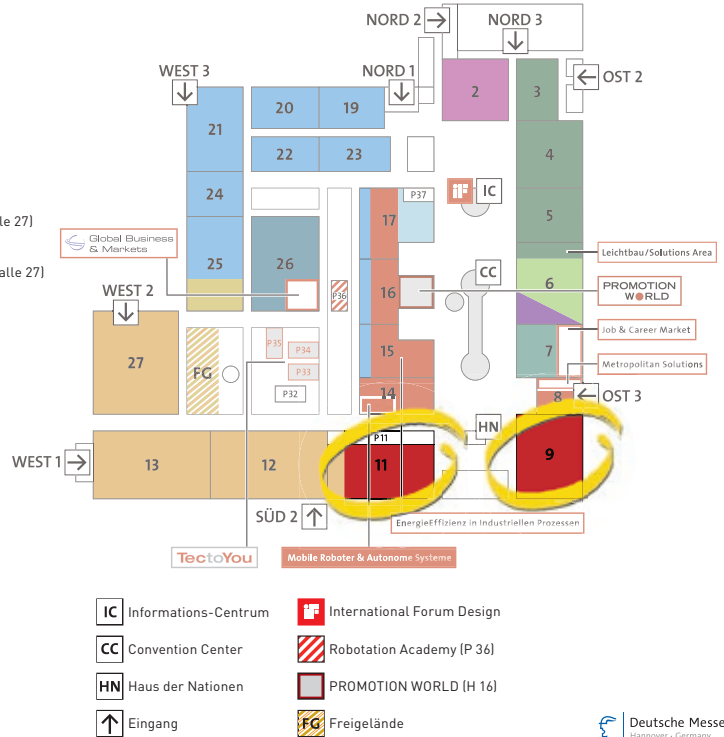 NORD 2
NORD 3
WEST 3
NORD 1
OST 2
2
3
20
19
21
4
22
23
24
P37
IC
17
5
le 27)
Global Business
& Markets
Leichtbau/Solutions Area
25
26
CC
6
alle 27)
WEST 2
P36
16
PROMOTION
WORLD
Job & Career Market
27
P35
P34
15
7
FG
P33
Metropolitan Solutions
P32
14
8
OST 3
HN
P11
WEST 1
13
12
11
9
SÜD 2
EnergieEffizienz in Industriellen Prozessen
TectoYou
Mobile Roboter & Autonome Systeme
IC Informations-Centrum
iF International Forum Design
CC Convention Center
Robotation Academy (P 36)
HN Haus der Nationen
PROMOTION WORLD (H 16)
Eingang
FG Freigelände
Deutsche Messe
Hannover · Germany